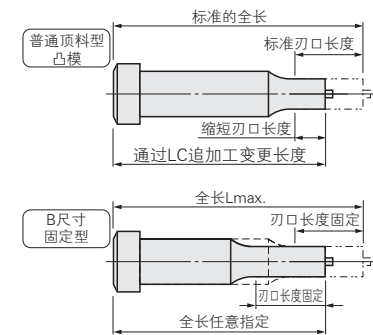 标准的全长
普通顶料型
凸模
标准刃口长度
缩短刃口长度
通过LC追加工变更长度
全长Lmax.
B尺寸
固定型
刃口长度固定
刃口长度固定
全长任意指定